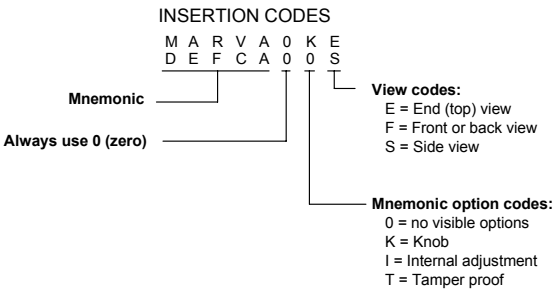 INSERTION CODES
M A R V A 0 K E
D E F C A 0 0 S
Mnemonic
Always use 0 (zero)
View codes:
E = End (top) view
F = Front or back view
S = Side view
Mnemonic option codes:
0 = no visible options
K = Knob
I = Internal adjustment
T = Tamper proof